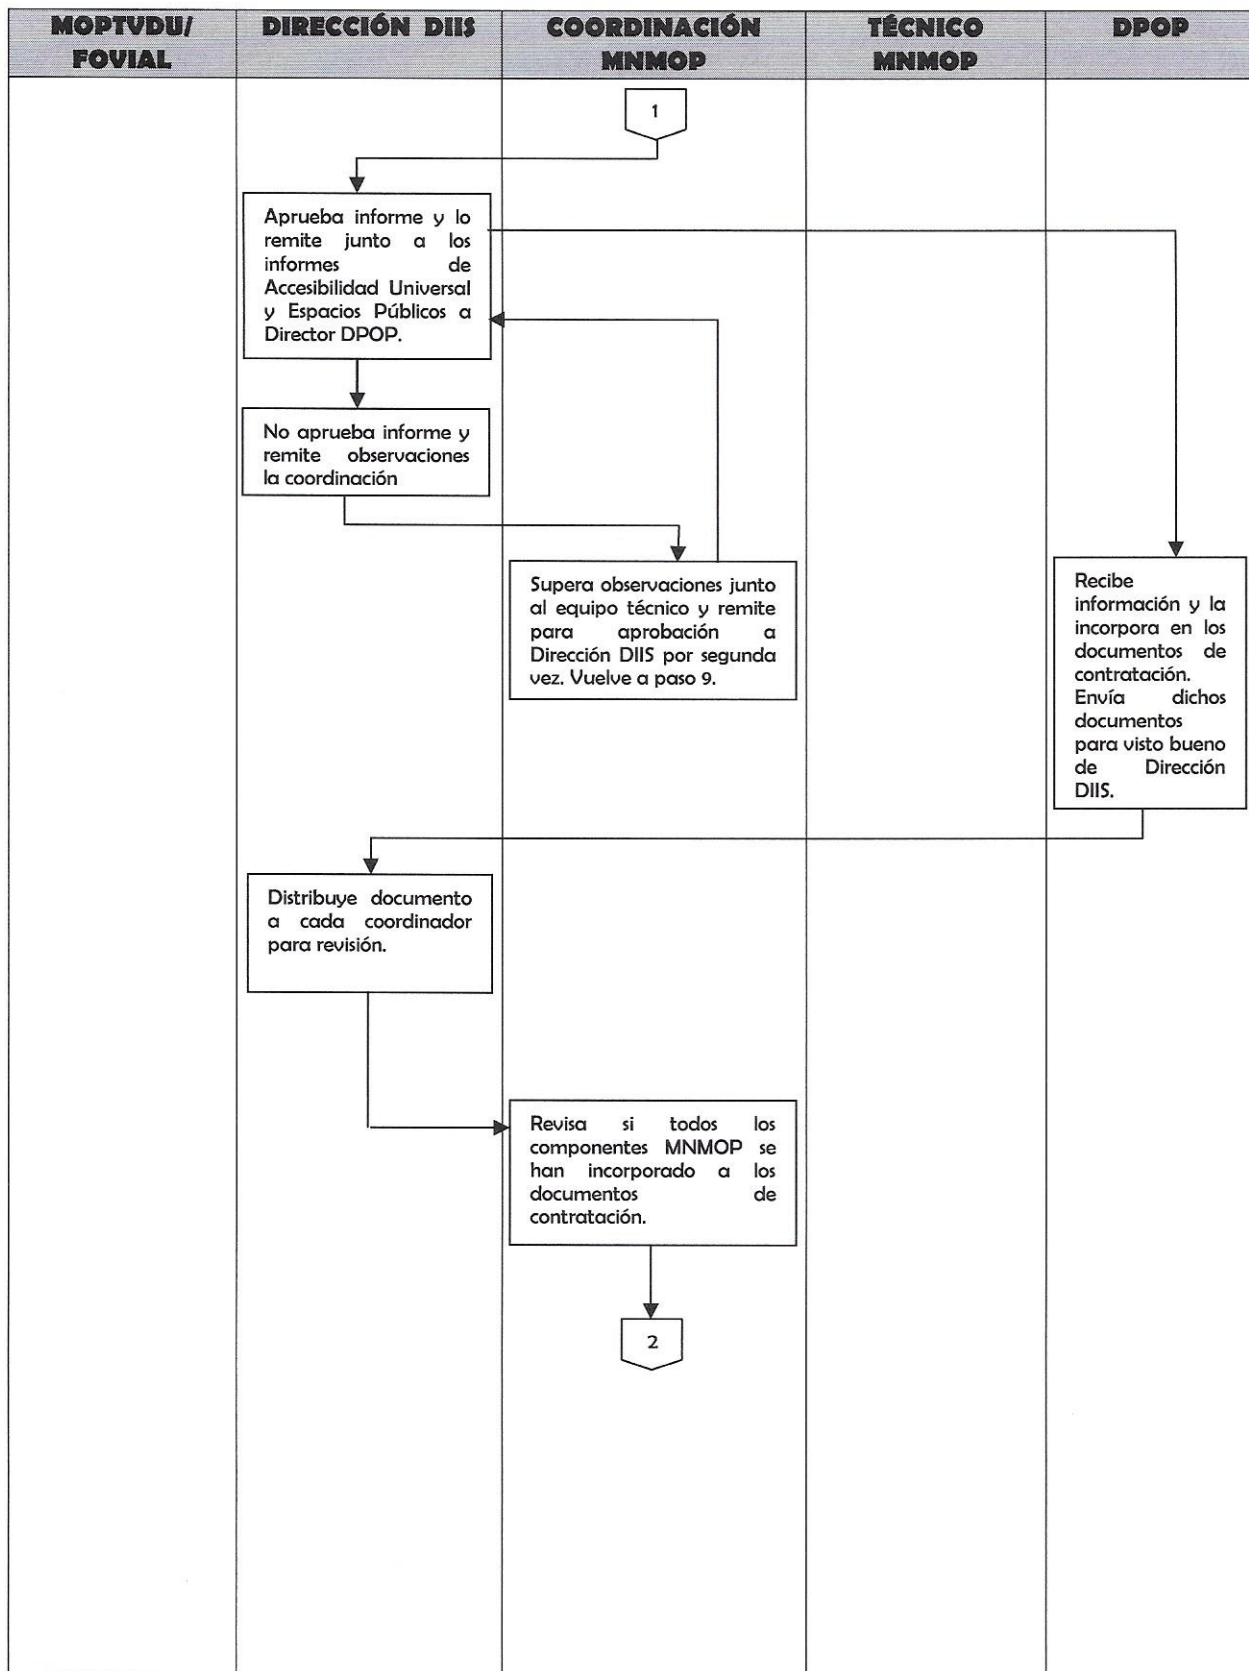 MOPTVDU/
FOVIAL
DIRECCIÓN DIIS
COORDINACIÓN
MNMOP
TÉCNICO
MNMOP
DPOP
1
Aprueba informe y lo
remite junto a los
informes de
Accesibilidad Universal
y Espacios Públicos a
Director DPOP.
No aprueba informe y
remite observaciones
la coordinación
Supera observaciones junto
al equipo técnico y remite
para aprobación a
Dirección DIIS por segunda
vez. Vuelve a paso 9.
Recibe
información y la
incorpora en los
documentos de
contratación.
Envía dichos
documentos
para visto bueno
de Dirección
DIIS.
Distribuye documento
a cada coordinador
para revisión.
Revisa si todos los
componentes MNMOP se
han incorporado a los
documentos de
contratación.
2